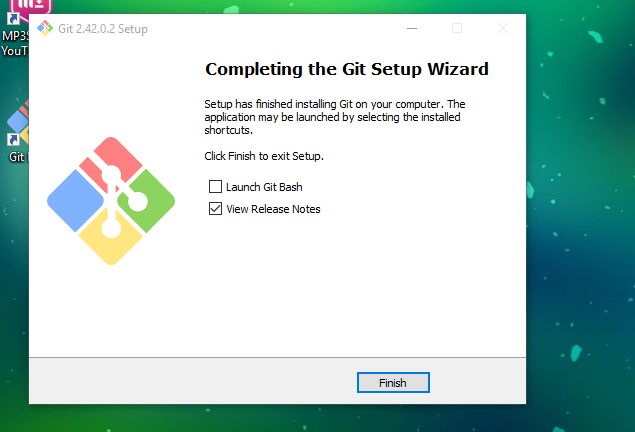 MP3S
YouT
Git
Git 2.42.0.2 Setup
Completing the Git Setup Wizard
Setup has finished installing Git on your computer. The
application may be launched by selecting the installed
shortcuts.
Click Finish to exit Setup.
Launch Git Bash
View Release Notes
Finish